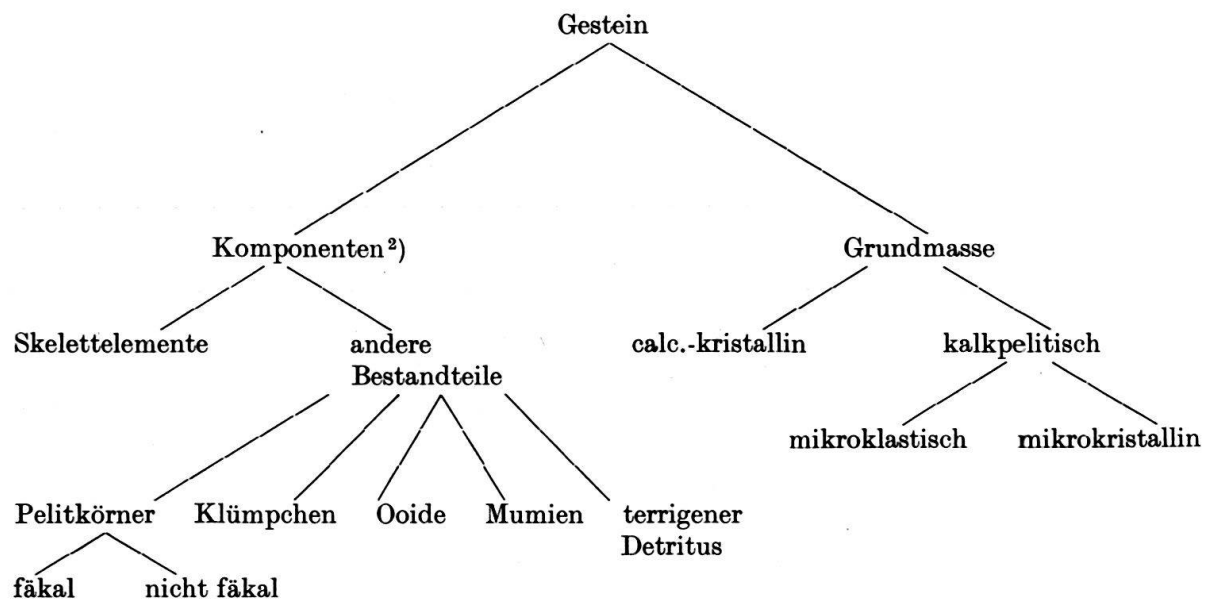 Gestein
Komponenten²) Grundmasse
Skelettelemente andere calc.-kristallin kalkpelitisch
Bestandteile
mikroklastisch mikrokristallin
Pelitkörner Klümpchen Ooide Mumien terrigener
Detritus
fäkal nicht fäkal